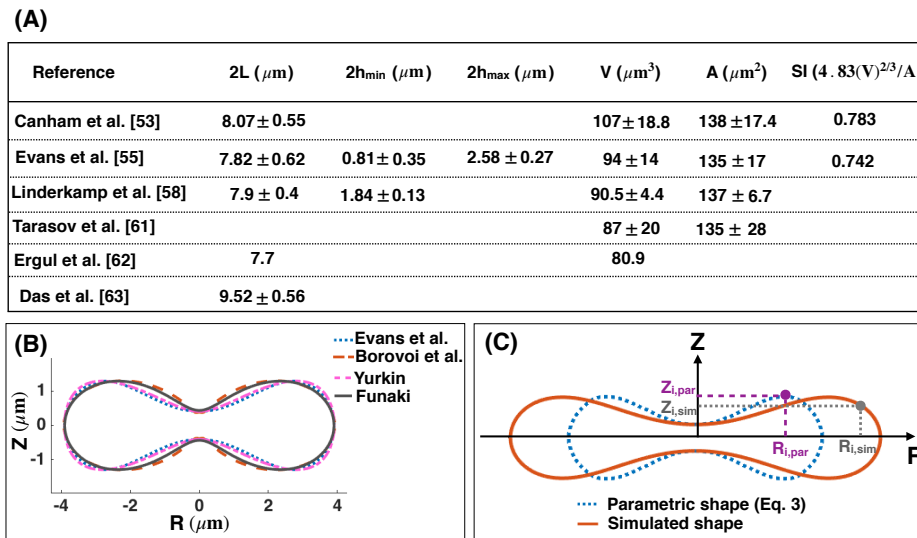 (A)
Reference 2L (μm) 2hmin (μm) 2hmax (μm) V (μm³) A (μm²) SI (4.83(V)^2/3/A
Canham et al. [53] 8.07 ± 0.55 107 ± 18.8 138 ± 17.4 0.783
Evans et al. [55] 7.82 ± 0.62 0.81 ± 0.35 2.58 ± 0.27 94 ± 14 135 ± 17 0.742
Linderkamp et al. [58] 7.9 ± 0.4 1.84 ± 0.13 90.5 ± 4.4 137 ± 6.7
Tarasov et al. [61] 87 ± 20 135 ± 28
Ergul et al. [62] 7.7 80.9
Das et al. [63] 9.52 ± 0.56
(B)
Evans et al.
Borovoi et al.
Yurkin
Funaki
Z (μm)
1
0
-1
-4 -2 0 2 4
R (μm)
(C)
Z
Zi,par
Zi,sim
Ri,par
Ri,sim
Parametric shape (Eq. 3)
Simulated shape